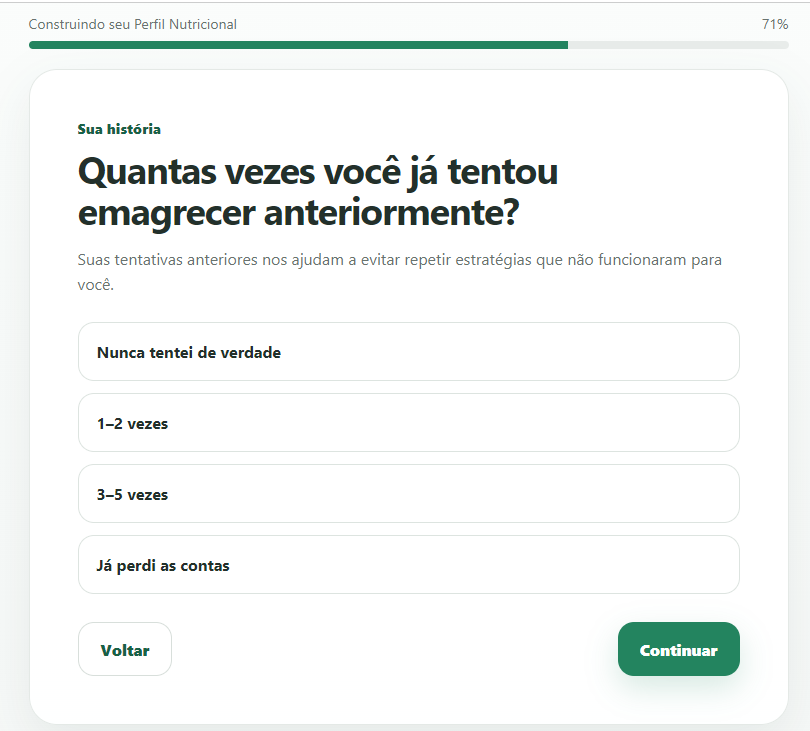 Construindo seu Perfil Nutricional
71%
Sua história
Quantas vezes você já tentou
emagrecer anteriormente?
Suas tentativas anteriores nos ajudam a evitar repetir estratégias que não funcionaram para
você.
Nunca tentei de verdade
1–2 vezes
3–5 vezes
Já perdi as contas
Voltar
Continuar